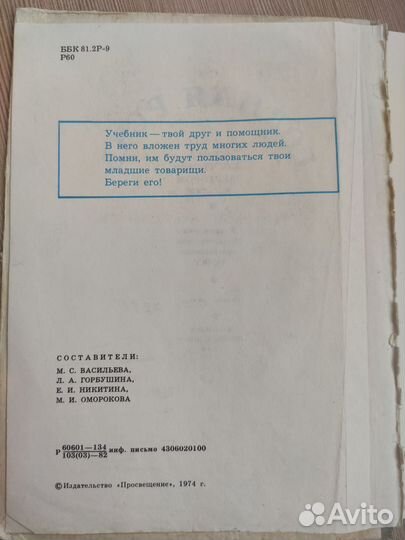 ББК 81.2Р-9
Р60
Учебник — твой друг и помощник.
В него вложен труд многих людей.
Помни, им будут пользоваться твои
младшие товарищи.
Береги его!
СОСТАВИТЕЛИ:
М. С. ВАСИЛЬЕВА,
Л. А. ГОРБУШИНА,
Е. И. НИКИТИНА,
М. И. ОМОРОКОВА
Р 60601—134
103(03)—82 инф. письмо 4306020100
©Издательство «Просвещение», 1974 г.
Avito